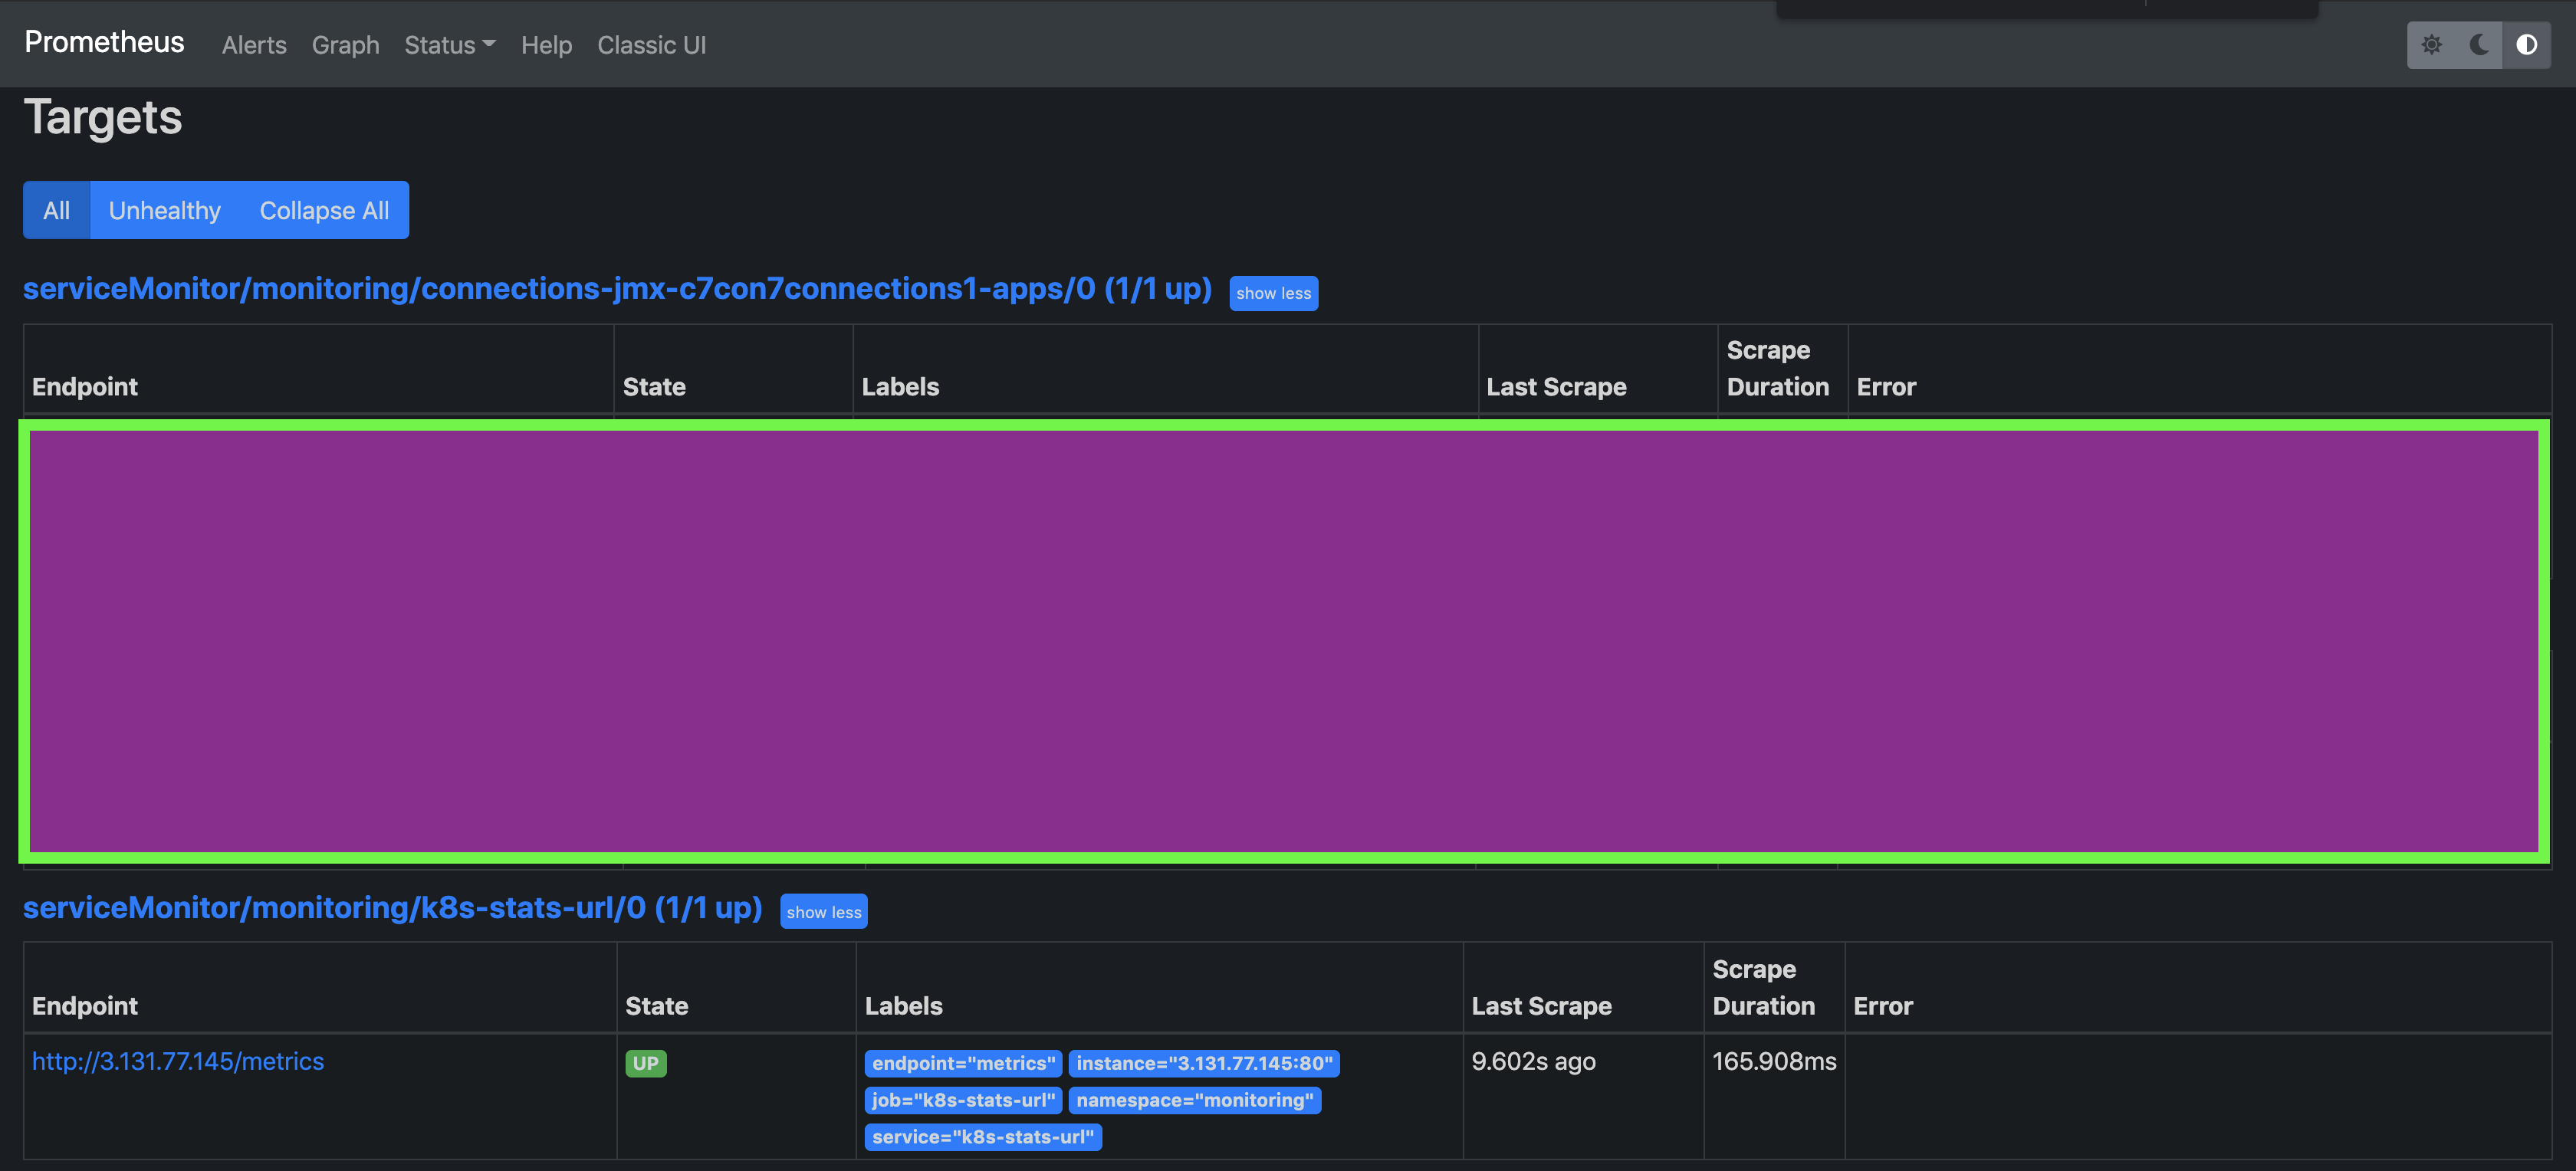 Prometheus Alerts Graph Status Help Classic UI
Targets
All Unhealthy Collapse All
serviceMonitor/monitoring/connections-jmx-c7con7connections1-apps/0 (1/1 up) show less
Endpoint State Labels Last Scrape Scrape Duration Error
serviceMonitor/monitoring/k8s-stats-url/0 (1/1 up) show less
Endpoint State Labels Last Scrape Scrape Duration Error
http://3.131.77.145/metrics UP endpoint="metrics" instance="3.131.77.145:80" 9.602s ago 165.908ms
job="k8s-stats-url" namespace="monitoring"
service="k8s-stats-url"